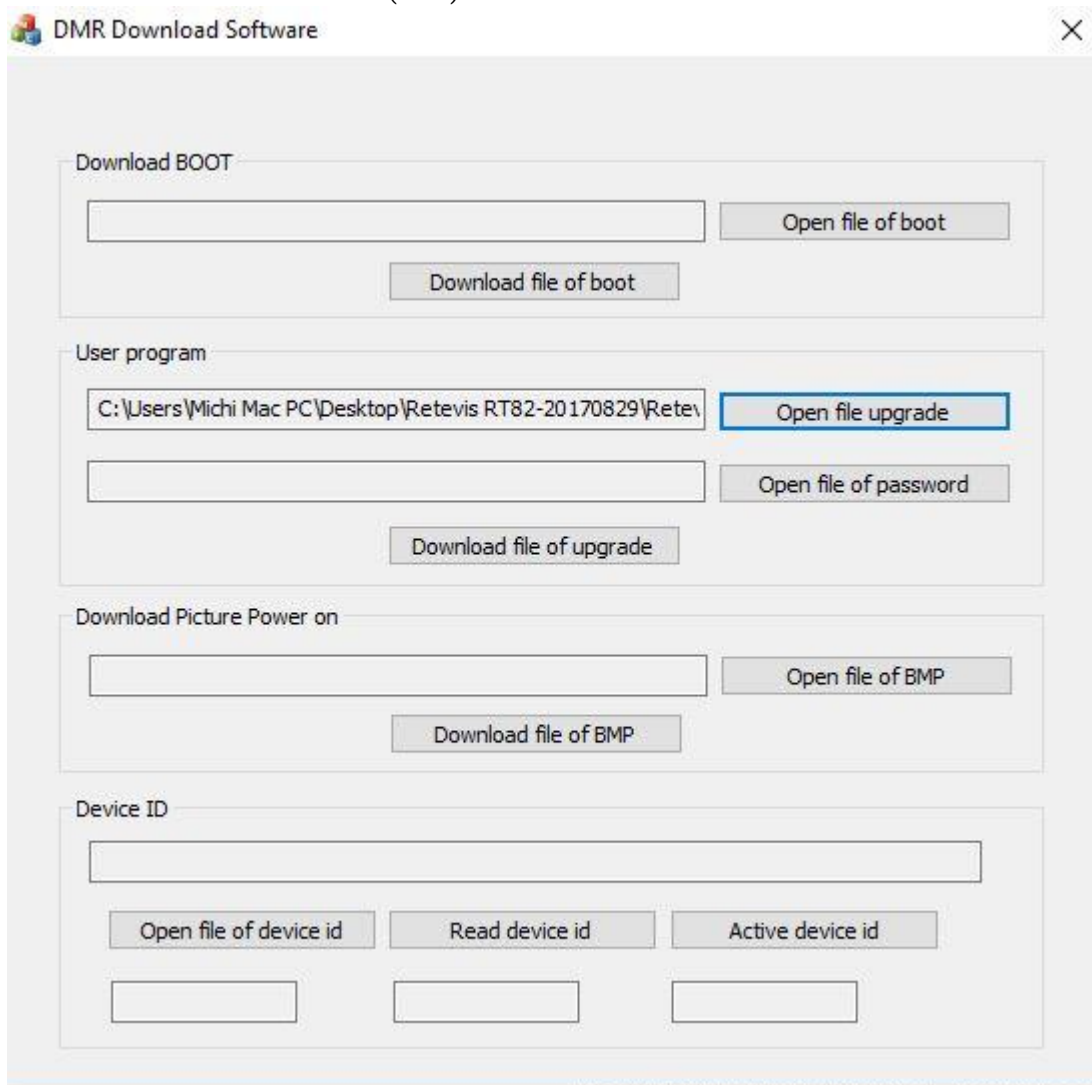 DMR Download Software
Download BOOT
Open file of boot
Download file of boot
User program
C:\Users\Michi Mac PC\Desktop\Retevis RT82-20170829\Retev
Open file upgrade
Open file of password
Download file of upgrade
Download Picture Power on
Open file of BMP
Download file of BMP
Device ID
Open file of device id
Read device id
Active device id